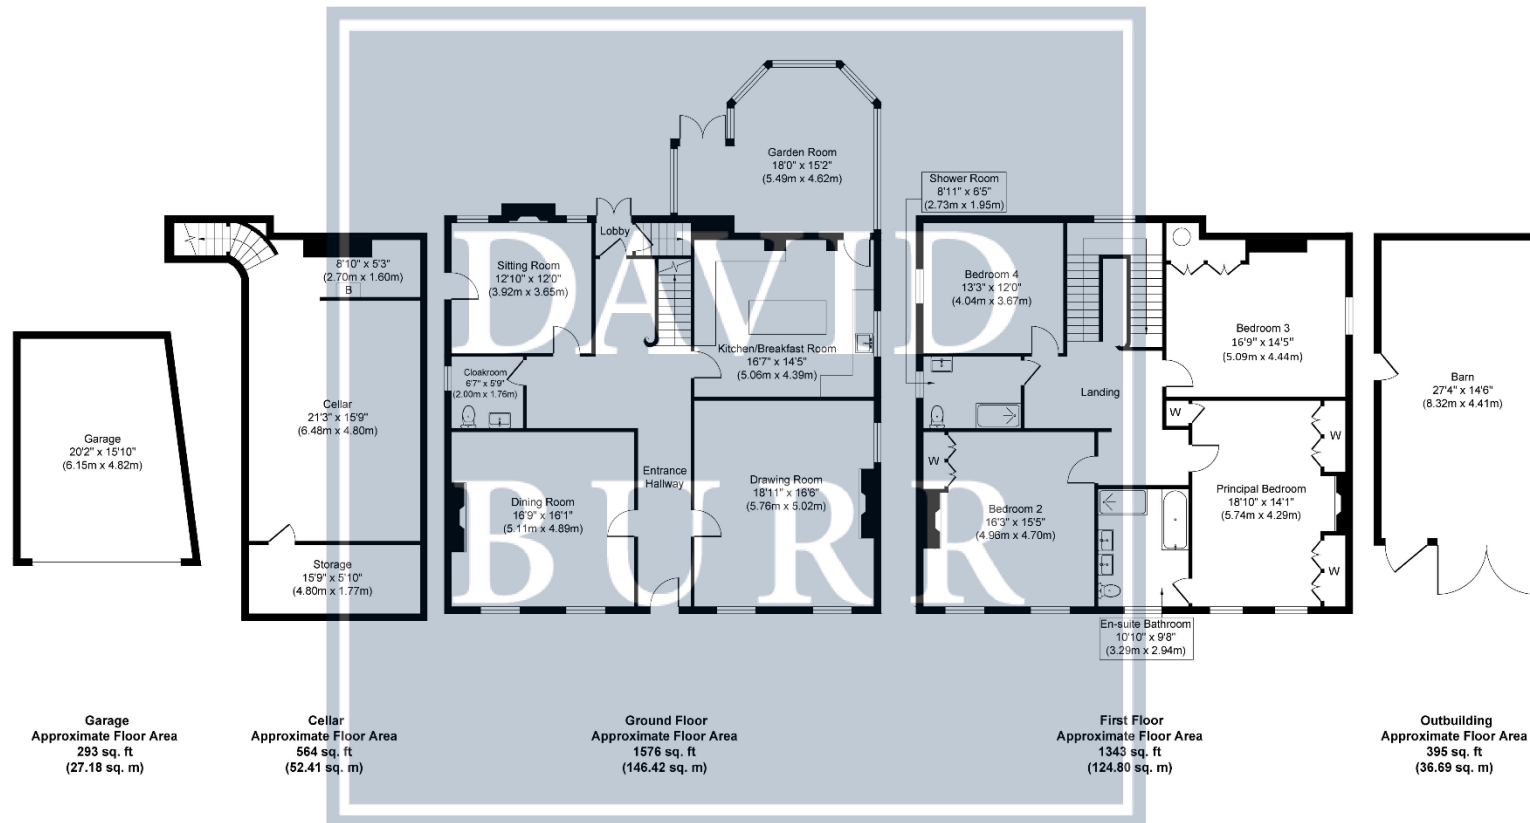 DAVID
BURR
Garage
20'2" x 15'10"
(6.15m x 4.82m)
8'10" x 5'3"
(2.70m x 1.60m)
B
Cellar
21'3" x 15'9"
(6.48m x 4.80m)
Storage
15'9" x 5'10"
(4.80m x 1.77m)
Garden Room
18'0" x 15'2"
(5.49m x 4.62m)
Lobby
Sitting Room
12'10" x 12'0"
(3.92m x 3.65m)
Kitchen/Breakfast Room
16'7" x 14'5"
(5.06m x 4.39m)
Cloakroom
6'7" x 5'9"
(2.00m x 1.76m)
Entrance
Hallway
Dining Room
16'9" x 16'1"
(5.11m x 4.89m)
Drawing Room
18'11" x 16'6"
(5.76m x 5.02m)
Shower Room
8'11" x 6'5"
(2.73m x 1.95m)
Bedroom 4
13'3" x 12'0"
(4.04m x 3.67m)
Bedroom 3
16'9" x 14'5"
(5.09m x 4.44m)
Landing
W
W
W
Bedroom 2
16'3" x 15'5"
(4.96m x 4.70m)
Principal Bedroom
18'10" x 14'1"
(5.74m x 4.29m)
W
En-suite Bathroom
10'10" x 9'8"
(3.29m x 2.94m)
Barn
27'4" x 14'6"
(8.32m x 4.41m)
Garage
Approximate Floor Area
293 sq. ft
(27.18 sq. m)
Cellar
Approximate Floor Area
564 sq. ft
(52.41 sq. m)
Ground Floor
Approximate Floor Area
1576 sq. ft
(146.42 sq. m)
First Floor
Approximate Floor Area
1343 sq. ft
(124.80 sq. m)
Outbuilding
Approximate Floor Area
395 sq. ft
(36.69 sq. m)